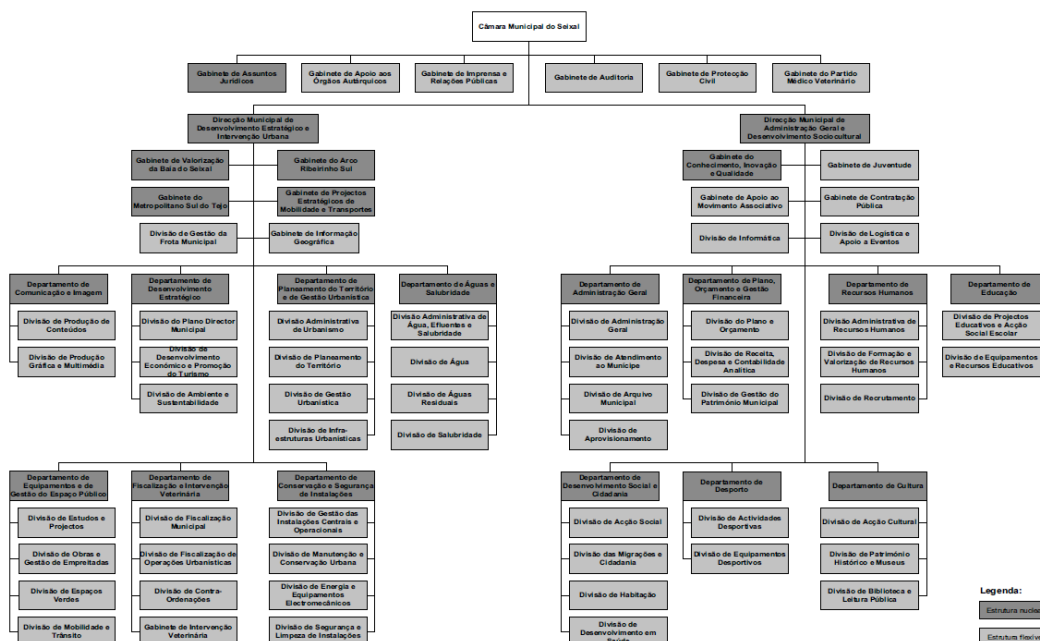 Câmara Municipal do Seixal
Gabinete de Assuntos
Jurídicos
Gabinete de Apoio aos
Órgãos Autárquicos
Gabinete de Imprensa e
Relações Públicas
Gabinete de Auditoria
Gabinete de Protecção
Civil
Gabinete do Partido
Médico Veterinário
Direcção Municipal de
Desenvolvimento Estratégico e
Intervenção Urbana
Direcção Municipal de
Administração Geral e
Desenvolvimento Sociocultural
Gabinete de Valorização
da Baía do Seixal
Gabinete do Arco
Ribeirinho Sul
Gabinete do
Conhecimento, Inovação
e Qualidade
Gabinete de Juventude
Gabinete do
Metropolitano Sul do Tejo
Gabinete de Projectos
Estratégicos de
Mobilidade e Transportes
Gabinete de Apoio ao
Movimento Associativo
Gabinete de Contratação
Pública
Divisão de Gestão da
Frota Municipal
Gabinete de Informação
Geográfica
Divisão de Informática
Divisão de Logística e
Apoio a Eventos
Departamento de
Comunicação e Imagem
Departamento de
Desenvolvimento
Estratégico
Departamento de
Planeamento do Território
e de Gestão Urbanística
Departamento de Águas e
Salubridade
Departamento de
Administração Geral
Departamento de Plano,
Orçamento e Gestão
Financeira
Departamento de
Recursos Humanos
Departamento de
Educação
Divisão de Produção de
Conteúdos
Divisão do Plano Director
Municipal
Divisão Administrativa de
Urbanismo
Divisão Administrativa de
Água, Efluentes e
Salubridade
Divisão de Administração
Geral
Divisão do Plano e
Orçamento
Divisão Administrativa de
Recursos Humanos
Divisão de Projectos
Educativos e Acção
Social Escolar
Divisão de Produção
Gráfica e Multimédia
Divisão de
Desenvolvimento
Económico e Promoção
do Turismo
Divisão de Planeamento
do Território
Divisão de Água
Divisão de Atendimento
ao Munícipe
Divisão de Receita,
Despesa e Contabilidade
Analítica
Divisão de Formação e
Valorização de Recursos
Humanos
Divisão de Equipamentos
e Recursos Educativos
Divisão de Ambiente e
Sustentabilidade
Divisão de Gestão
Urbanística
Divisão de Águas
Residuais
Divisão de Arquivo
Municipal
Divisão de Gestão do
Património Municipal
Divisão de Recrutamento
Divisão de Infra-
estruturas Urbanísticas
Divisão de Salubridade
Divisão de
Aprovisionamento
Departamento de
Equipamentos e de
Gestão do Espaço Público
Departamento de
Fiscalização e Intervenção
Veterinária
Departamento de
Conservação e Segurança
de Instalações
Departamento de
Desenvolvimento Social e
Cidadania
Departamento de
Desporto
Departamento de Cultura
Divisão de Estudos e
Projectos
Divisão de Fiscalização
Municipal
Divisão de Gestão das
Instalações Centrais e
Operacionais
Divisão de Acção Social
Divisão de Actividades
Desportivas
Divisão de Acção Cultural
Divisão de Obras e
Gestão de Empreitadas
Divisão de Fiscalização de
Operações Urbanísticas
Divisão de Manutenção e
Conservação Urbana
Divisão das Migrações e
Cidadania
Divisão de Equipamentos
Desportivos
Divisão de Património
Histórico e Museus
Divisão de Espaços
Verdes
Divisão de Contra-
Ordenações
Divisão de Energia e
Equipamentos
Electromecânicos
Divisão de Habitação
Divisão de Biblioteca e
Leitura Pública
Divisão de Mobilidade e
Trânsito
Gabinete de Intervenção
Veterinária
Divisão de Segurança e
Limpeza de Instalações
Divisão de
Desenvolvimento em
Saúde
Legenda:
Estrutura
Estrutura